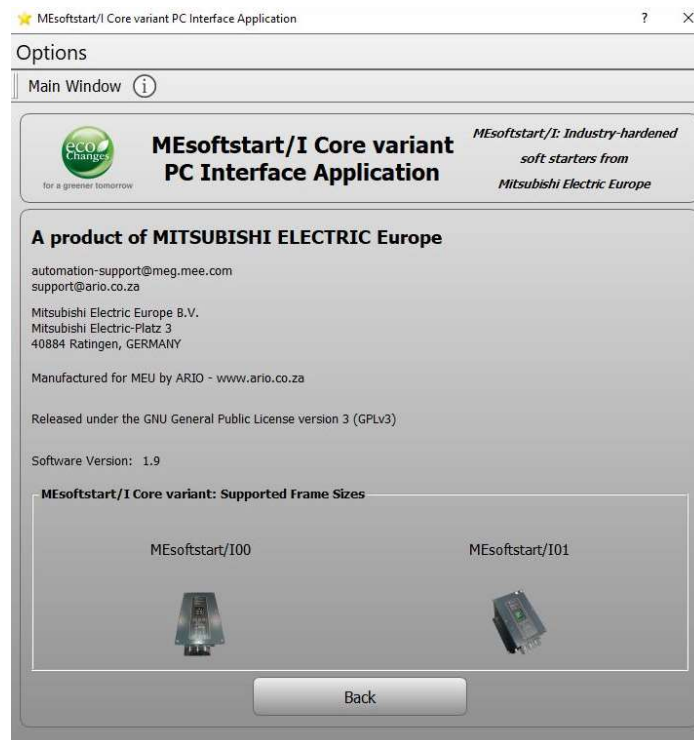 MEsoftstart/I Core variant PC Interface Application
?
Options
Main Window
eco
Changes
for a greener tomorrow
MEsoftstart/I Core variant
PC Interface Application
MEsoftstart/I: Industry-hardened
soft starters from
Mitsubishi Electric Europe
A product of MITSUBISHI ELECTRIC Europe
automation-support@meg.mee.com
support@ario.co.za
Mitsubishi Electric Europe B.V.
Mitsubishi Electric-Platz 3
40884 Ratingen, GERMANY
Manufactured for MEU by ARIO - www.ario.co.za
Released under the GNU General Public License version 3 (GPLv3)
Software Version: 1.9
MEsoftstart/I Core variant: Supported Frame Sizes
MEsoftstart/I00
MEsoftstart/I01
Back